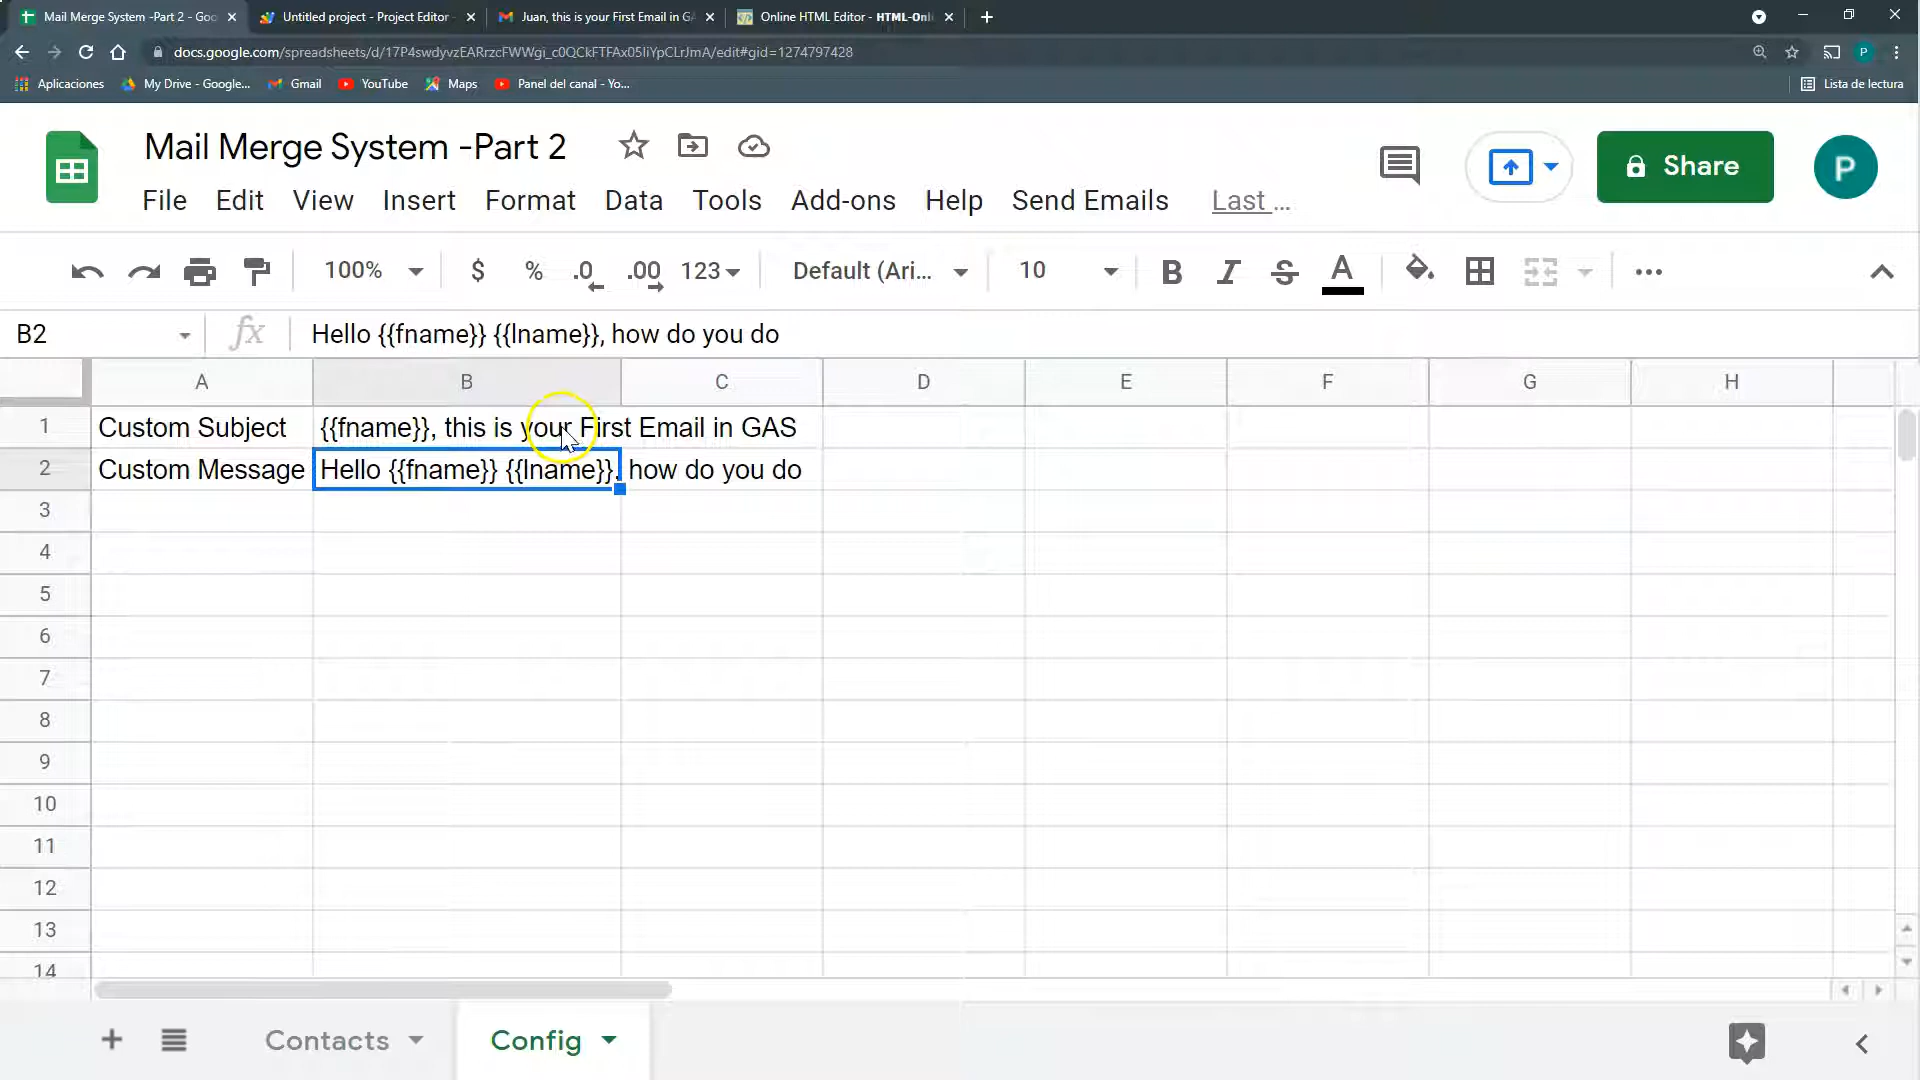 Mail Merge System -Part 2 - Goo
Untitled project - Project Editor -
Juan, this is your First Email in GA
Online HTML Editor - HTML-Onli
docs.google.com/spreadsheets/d/17P4swdyvzEARrzcFWWgi_c0QCkFTFAx05liYpCLrJmA/edit#gid=1274797428
P
Aplicaciones
My Drive - Google...
Gmail
YouTube
Maps
Panel del canal - Yo...
Lista de lectura
Mail Merge System -Part 2
Share
P
File Edit View Insert Format Data Tools Add-ons Help Send Emails Last ...
100% $ % .0 .00 123 Default (Ari... 10 B I S A
B2 fx Hello {{fname}} {{lname}}, how do you do
A B C D E F G H
1 Custom Subject {{fname}}, this is your First Email in GAS
2 Custom Message Hello {{fname}} {{lname}}, how do you do
3
4
5
6
7
8
9
10
11
12
13
14
Contacts Config